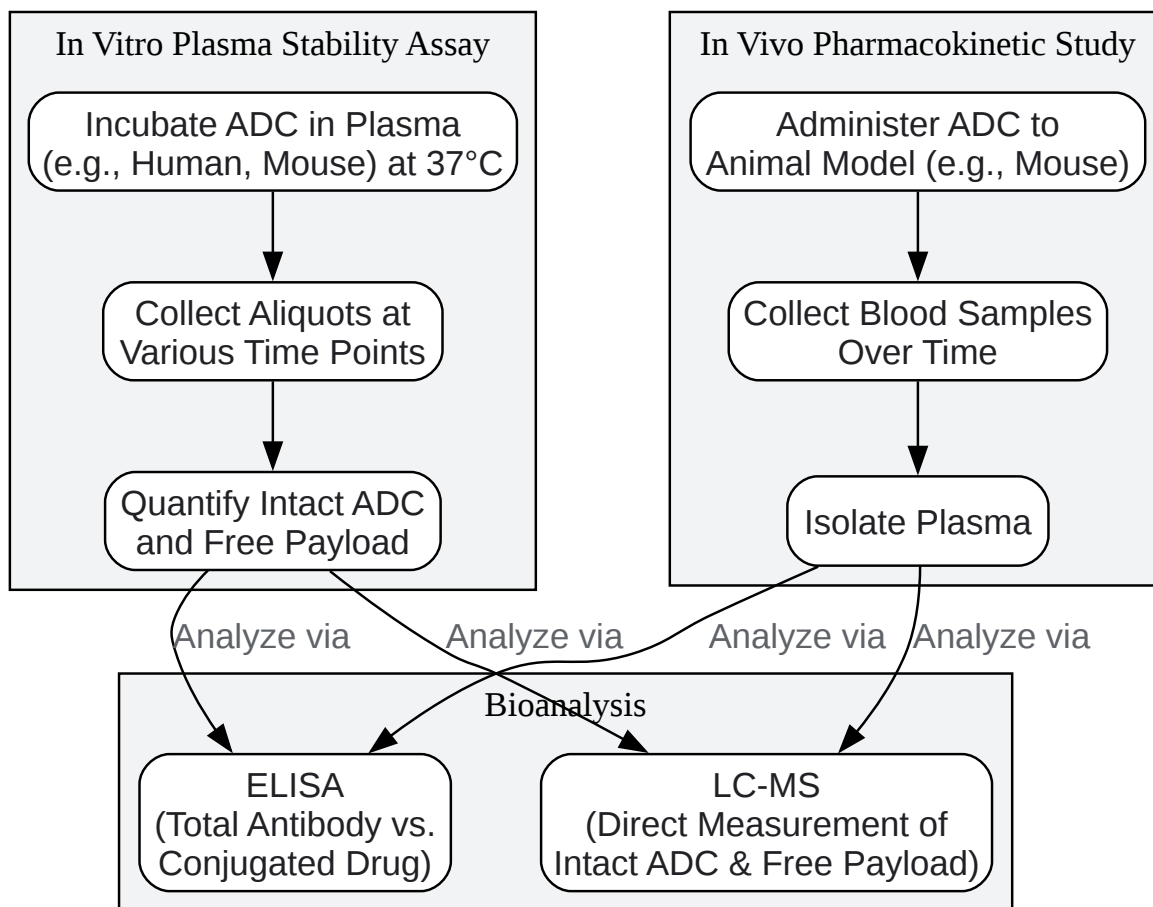 In Vitro Plasma Stability Assay
Incubate ADC in Plasma
(e.g., Human, Mouse) at 37°C
Collect Aliquots at
Various Time Points
Quantify Intact ADC
and Free Payload
In Vivo Pharmacokinetic Study
Administer ADC to
Animal Model (e.g., Mouse)
Collect Blood Samples
Over Time
Isolate Plasma
Analyze via
Analyze via
Analyze via
Analyze via
Bioanalysis
ELISA
(Total Antibody vs.
Conjugated Drug)
LC-MS
(Direct Measurement of
Intact ADC & Free Payload)